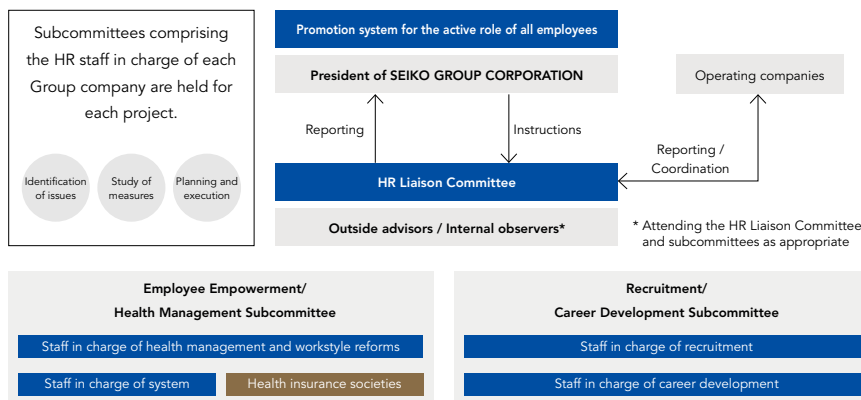 Subcommittees comprising
the HR staff in charge of each
Group company are held for
each project.
Identification
of issues
Study of
measures
Planning and
execution
Promotion system for the active role of all employees
President of SEIKO GROUP CORPORATION
Reporting
Instructions
HR Liaison Committee
Outside advisors / Internal observers*
Operating companies
Reporting /
Coordination
* Attending the HR Liaison Committee
and subcommittees as appropriate
Employee Empowerment/
Health Management Subcommittee
Staff in charge of health management and workstyle reforms
Staff in charge of system
Health insurance societies
Recruitment/
Career Development Subcommittee
Staff in charge of recruitment
Staff in charge of career development